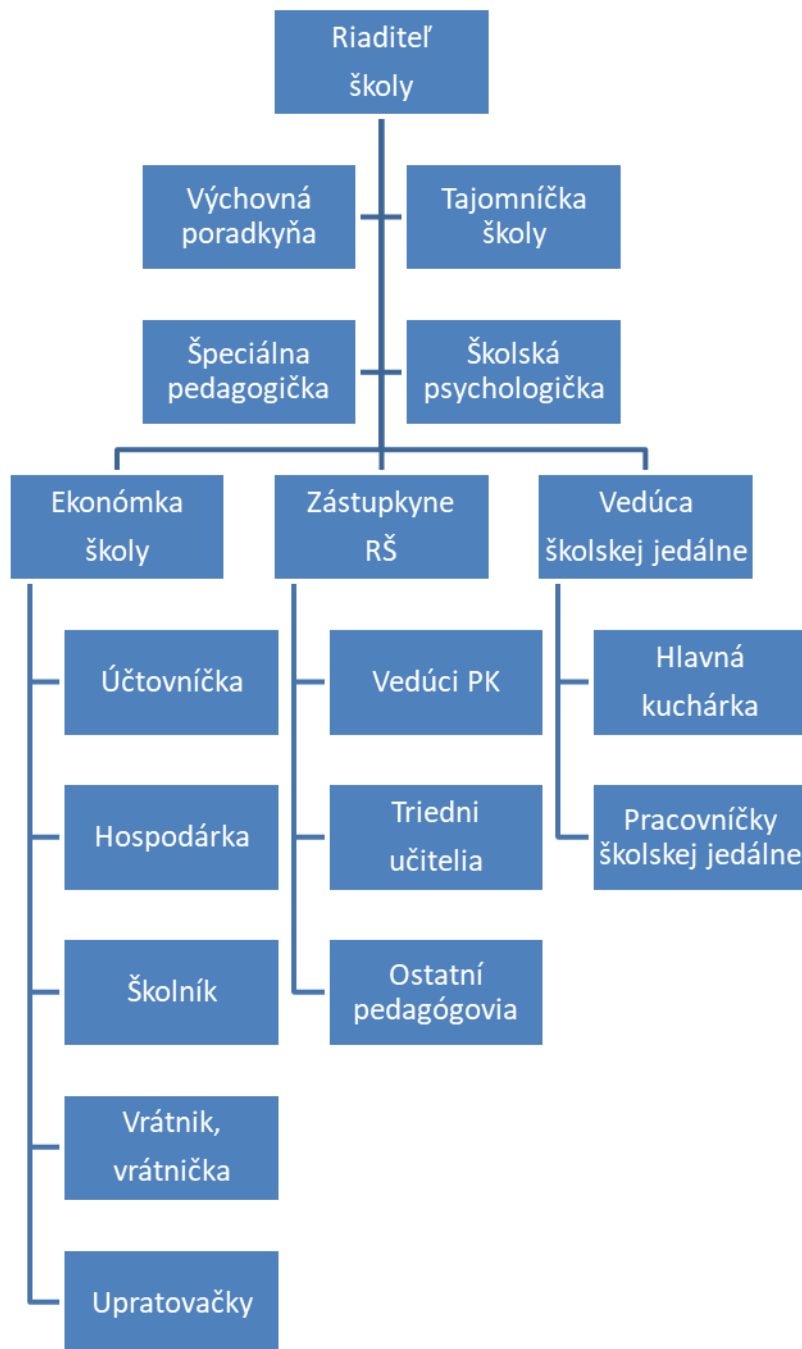 Riaditeľ
školy
Výchovná
poradkyňa
Tajomníčka
školy
Špeciálna
pedagogička
Školská
psychologička
Ekonómka
školy
Zástupkyne
RŠ
Vedúca
školskej jedálne
Účtovníčka
Hospodárka
Školník
Vrátnik,
vrátnička
Upratovačky
Vedúci PK
Triedni
učitelia
Ostatní
pedagógovia
Hlavná
kuchárka
Pracovníčky
školskej jedálne